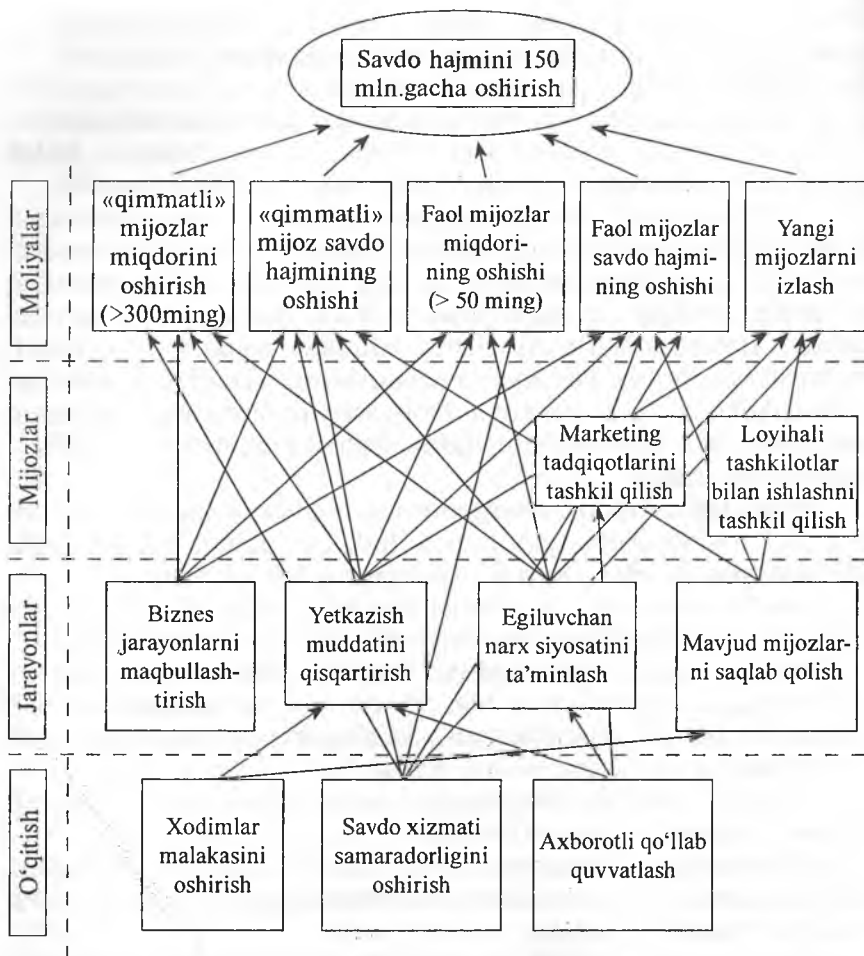 Savdo hajmini 150
mln.gacha oshirish
Moliyalar
«qimmatli»
mijozlar
miqdorini
oshirish
(>300ming)
«qimmatli»
mijoz savdo
hajmining
oshishi
Faol mijozlar
miqdori-
ning oshishi
(> 50 ming)
Faol mijozlar
savdo hajmi-
ning oshishi
Yangi
mijozlarni
izlash
Mijozlar
Marketing
tadqiqotlarini
tashkil qilish
Loyihali
tashkilotlar
bilan ishlashni
tashkil qilish
Jarayonlar
Biznes
jarayonlarni
maqbullash-
tirish
Yetkazish
muddatini
qisqartirish
Egiluvchan
narx siyosatini
ta’minlash
Mavjud mijozlar-
ni saqlab qolish
O‘qitish
Xodimlar
malakasini
oshirish
Savdo xizmati
samaradorligini
oshirish
Axborotli qo‘llab
quvvatlash